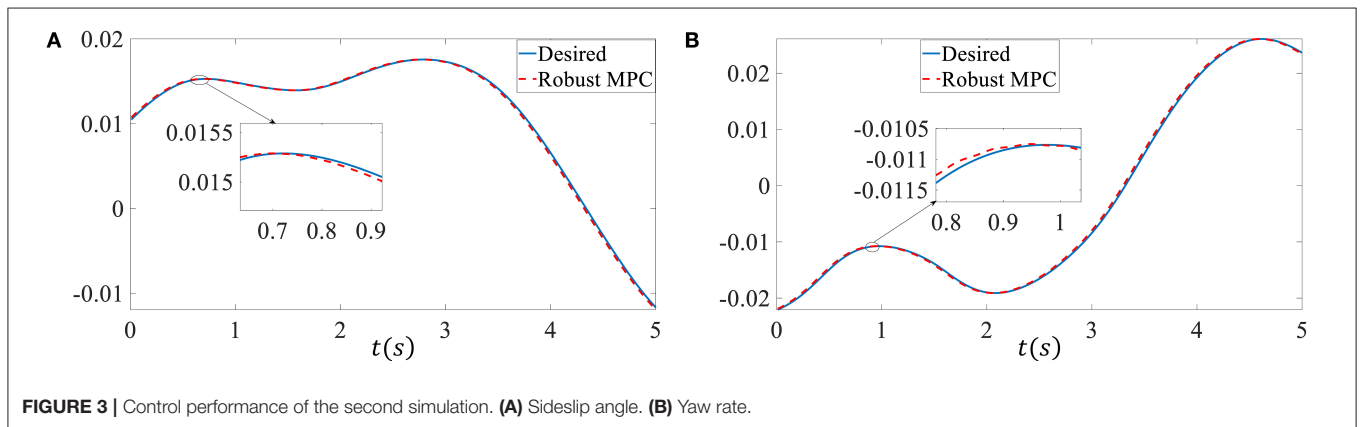 A
0.02
0.01
0
-0.01
0 1 2 3 4 5
t(s)
Desired
Robust MPC
0.0155
0.015
0.7 0.8 0.9
B
0.02
0.01
0
-0.01
-0.02
0 1 2 3 4 5
t(s)
Desired
Robust MPC
-0.0105
-0.011
-0.0115
0.8 0.9 1
FIGURE 3 | Control performance of the second simulation. (A) Sideslip angle. (B) Yaw rate.